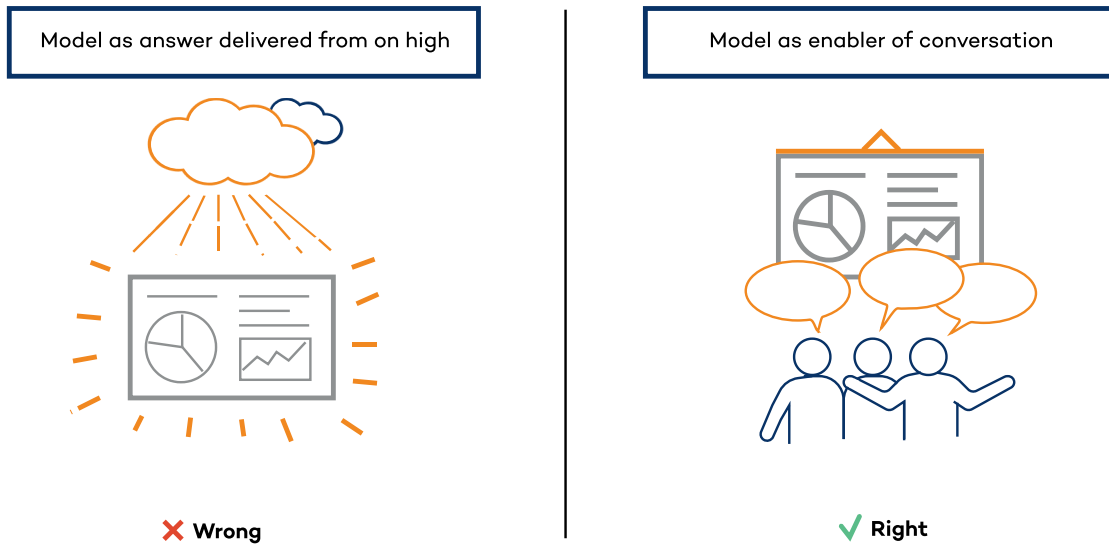 Model as answer delivered from on high
Wrong
Model as enabler of conversation
Right